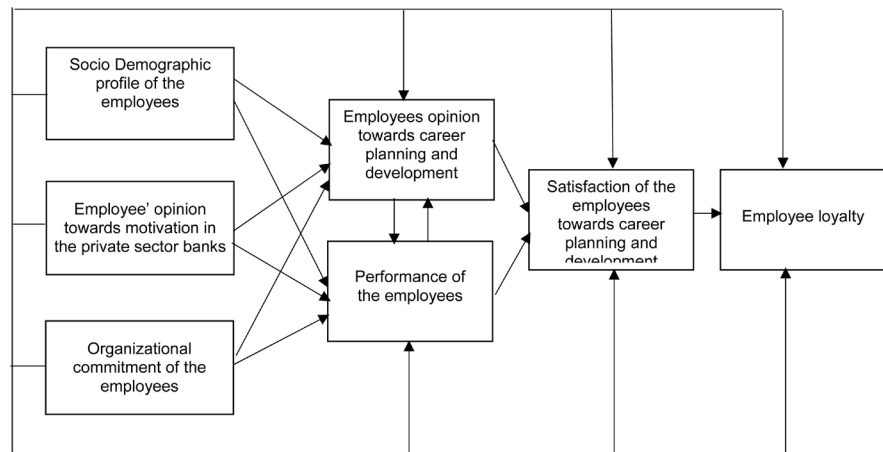 Socio Demographic
profile of the
employees
Employee' opinion
towards motivation in
the private sector banks
Organizational
commitment of the
employees
Employees opinion
towards career
planning and
development
Performance of
the employees
Satisfaction of the
employees
towards career
planning and
development
Employee loyalty